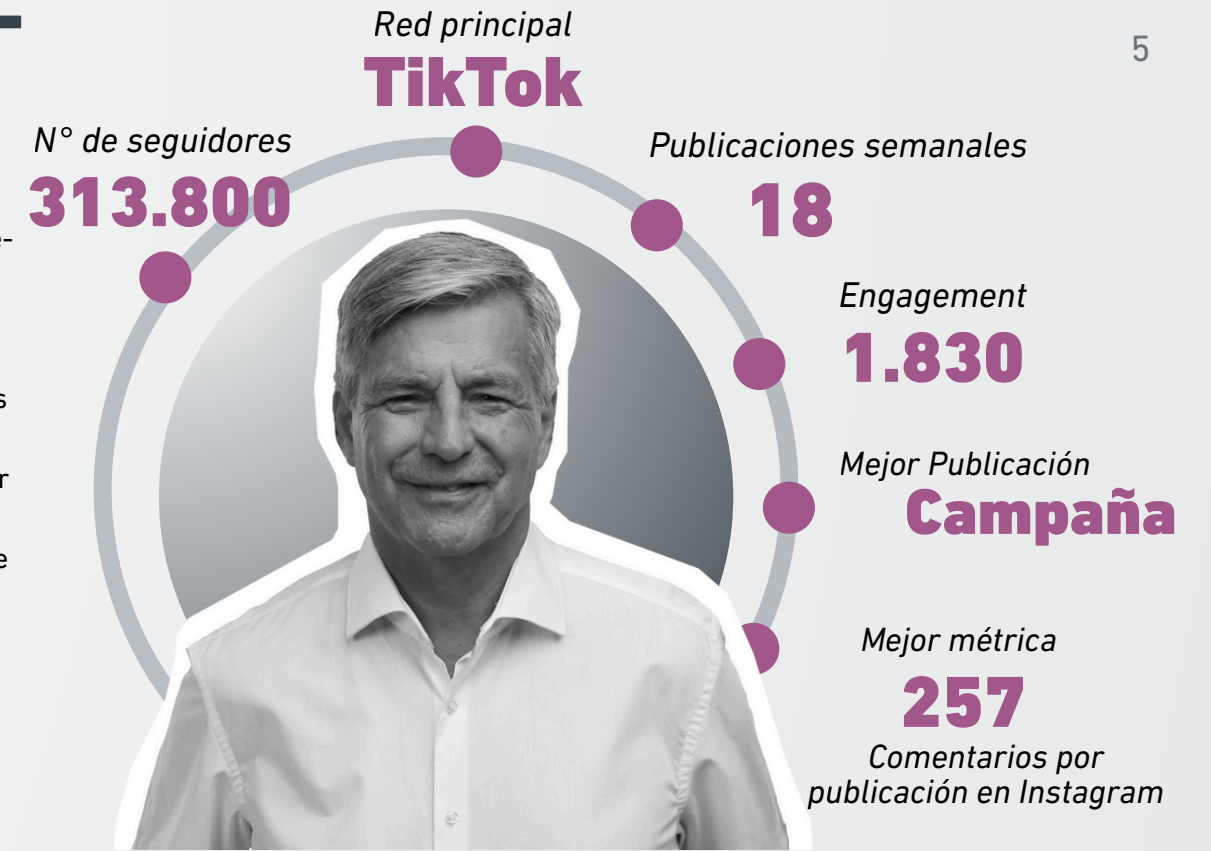 Red principal
TikTok
5
N° de seguidores
313.800
Publicaciones semanales
18
e-
Engagement
1.830
s
Mejor Publicación
Campaña
r
e
Mejor métrica
257
Comentarios por
publicación en Instagram